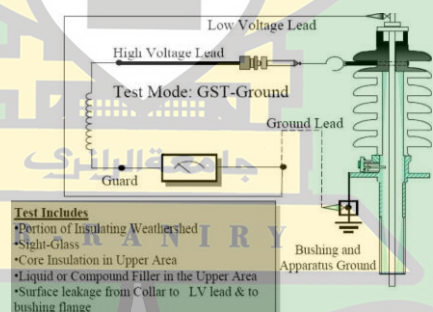 Low Voltage Lead
High Voltage Lead
Test Mode: GST-Ground
Ground Lead
جامعة الرانري
Guard
Test Includes
•Portion of Insulating Weathershed
•Sight-Glass
•Core Insulation in Upper Area
•Liquid or Compound Filler in the Upper Area
•Surface leakage from Collar to LV lead & to
bushing flange
R - R A N I R Y
Bushing and
Apparatus Ground